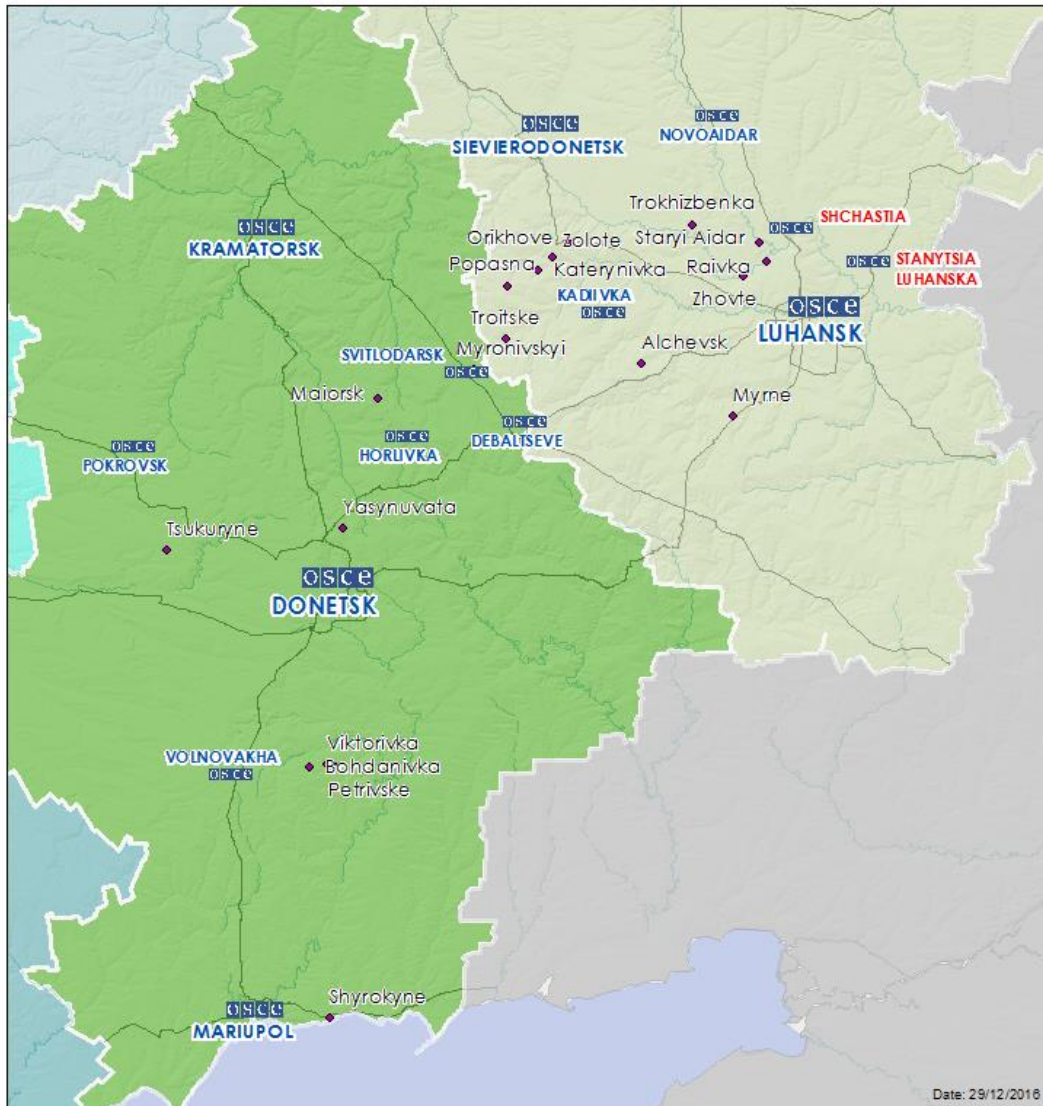 OSCE
NOVOAIDAR
OSCE
SIEVIERODONETSK
Trokhizbenka
SHCHASTIA
OSCE
OSCE
KRAMATORSK
Orikhove
Zolote
Staryi Aidar
OSCE
STANYTSIA
LUHANSKA
Popasna
Katerynivka
Raivka
KADIIVKA
OSCE
Zhovte
OSCE
LUHANSK
Troitske
Myronivskyi
Alchevsk
SVITLODARSK
OSCE
Maiorsk
Myrne
OSCE
DEBALTSEVE
OSCE
HORLIVKA
OSCE
POKROVSK
Yasynuvata
Tsukuryne
OSCE
DONETSK
Viktorivka
Bohdanivka
Petrivske
VOLNOVAKHA
OSCE
Shyrokyne
OSCE
MARIUPOL
Date: 29/12/2016